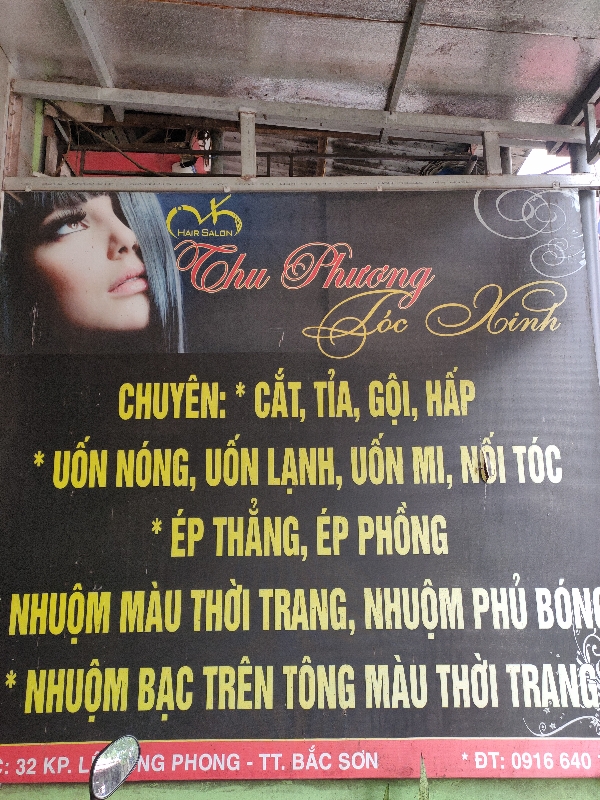 HAIR SALON
Thu Phương
Tóc Xinh
CHUYÊN: * CẮT, TỈA, GỘI, HẤP
* UỐN NÓNG, UỐN LẠNH, UỐN MI, NỐI TÓC
* ÉP THẲNG, ÉP PHỒNG
NHUỘM MÀU THỜI TRANG, NHUỘM PHỦ BÓNG
* NHUỘM BẠC TRÊN TÔNG MÀU THỜI TRANG
C: 32 KP. PHONG - TT. BẮC SƠN * ĐT: 0916 640